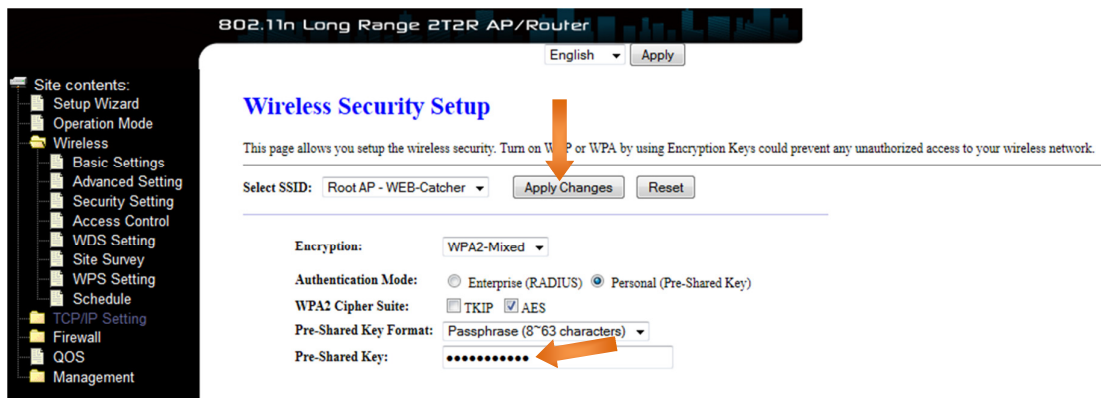 802.11n Long Range 2T2R AP/Router
English Apply
Site contents:
Setup Wizard
Operation Mode
Wireless
Basic Settings
Advanced Setting
Security Setting
Access Control
WDS Setting
Site Survey
WPS Setting
Schedule
TCP/IP Setting
Firewall
QOS
Management
Wireless Security Setup
This page allows you setup the wireless security. Turn on or WPA by using Encryption Keys could prevent any unauthorized access to your wireless network.
Select SSID: Root AP - WEB-Catcher Apply Changes Reset
Encryption: WPA2-Mixed
Authentication Mode: Enterprise (RADIUS) Personal (Pre-Shared Key)
WPA2 Cipher Suite: TKIP AES
Pre-Shared Key Format: Passphrase (8~63 characters)
Pre-Shared Key: •••••••••••